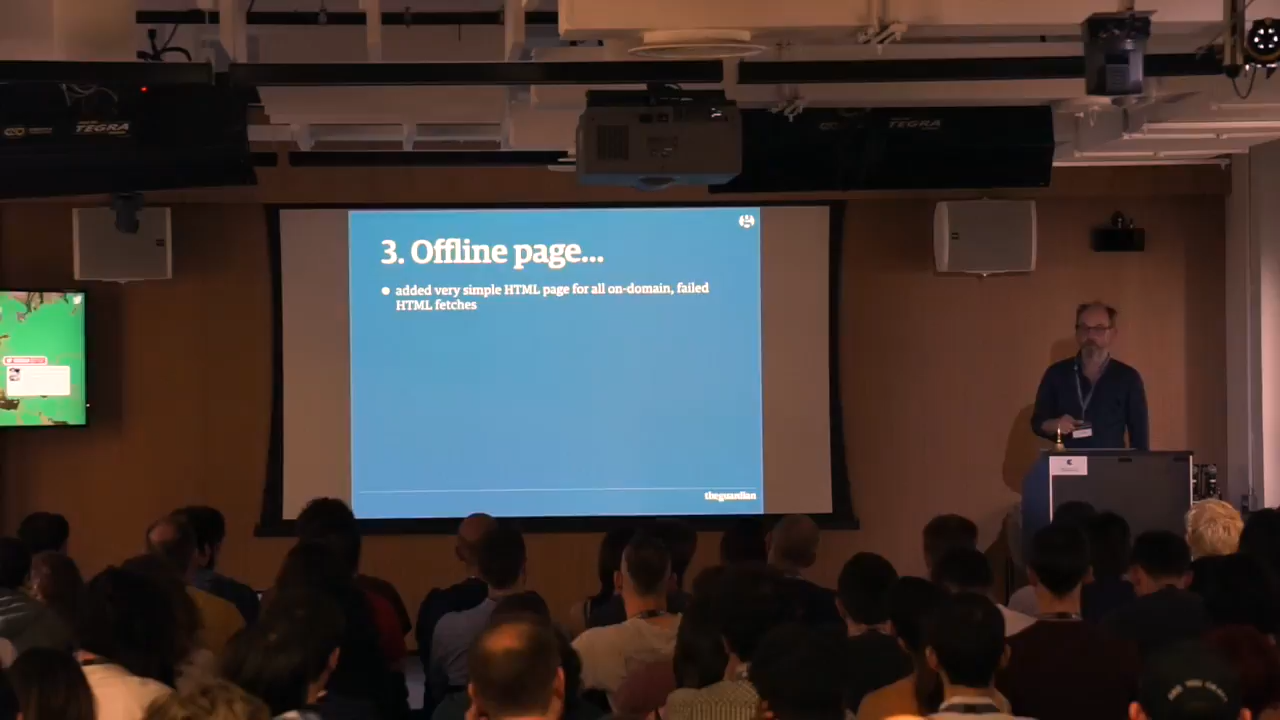 TEGRA
TEGRA
3. Offline page...
● added very simple HTML page for all on-domain, failed
HTML fetches
theguardian